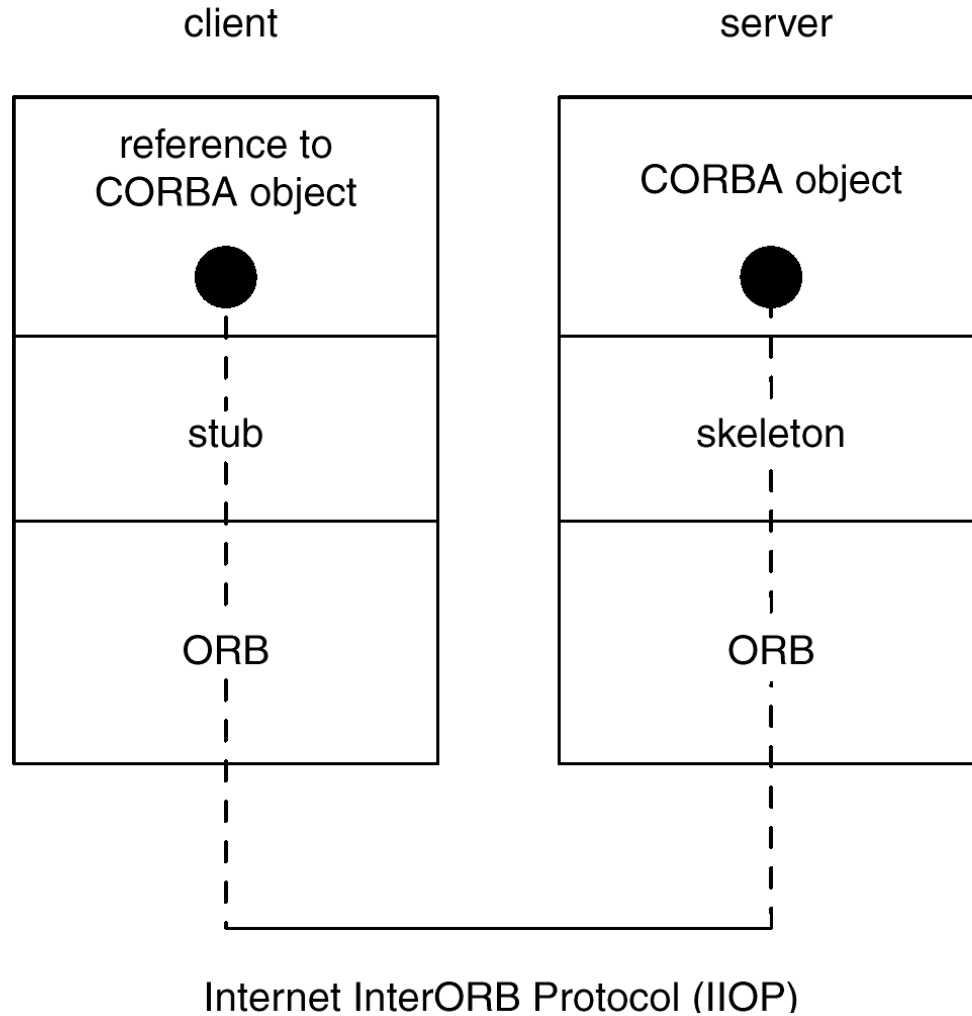 client
server
reference to
CORBA object
CORBA object
stub
skeleton
ORB
ORB
Internet InterORB Protocol (IIOP)